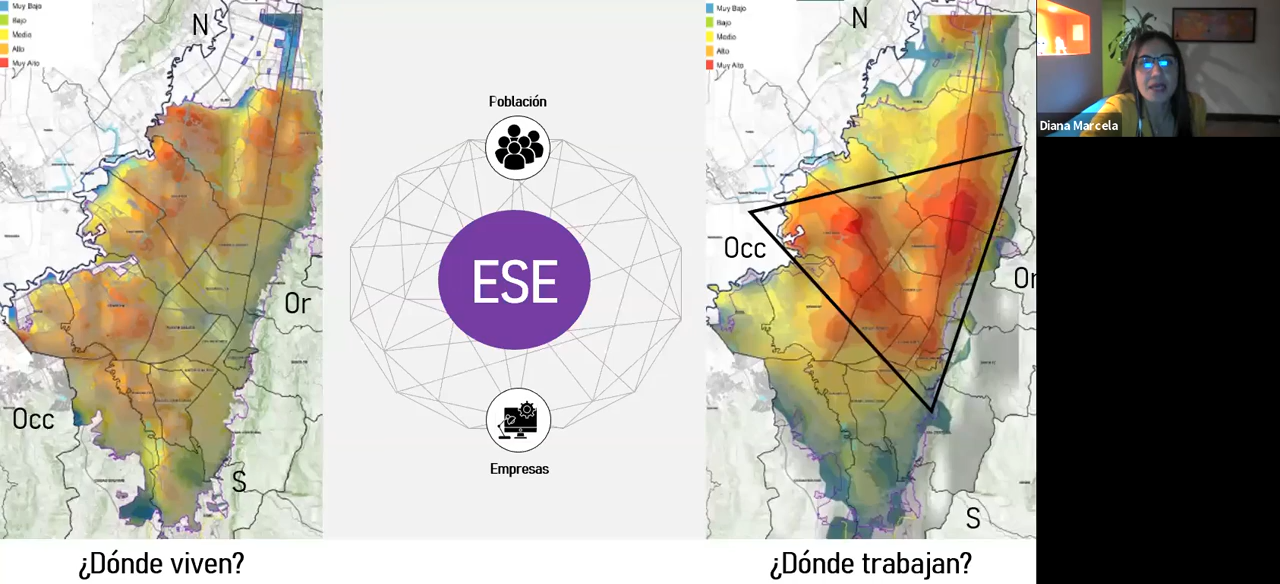 Muy Bajo
Bajo
Medio
Alto
Muy Alto
N
Or
Occ
S
¿Dónde viven?
Población
ESE
Empresas
Muy Bajo
Bajo
Medio
Alto
Muy Alto
N
Occ
Or
S
¿Dónde trabajan?
Diana Marcela